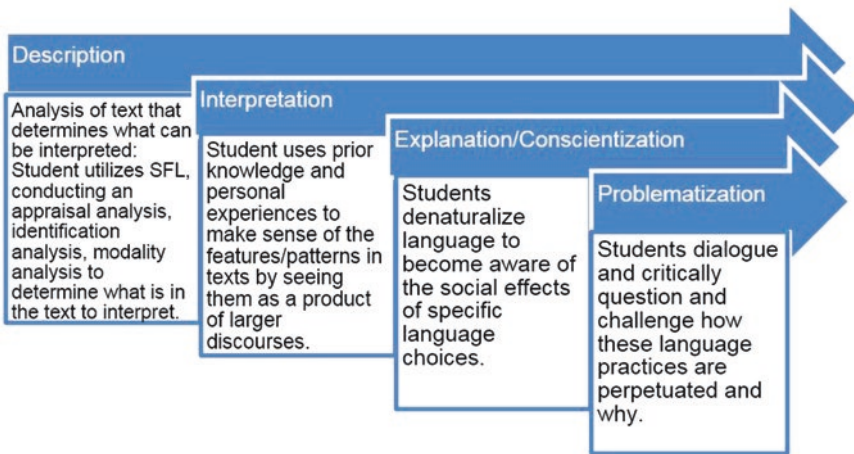 Description
Analysis of text that
determines what can
be interpreted:
Student utilizes SFL,
conducting an
appraisal analysis,
identification
analysis, modality
analysis to
determine what is in
the text to interpret.
Interpretation
Student uses prior
knowledge and
personal
experiences to
make sense of the
features/patterns in
texts by seeing
them as a product
of larger
discourses.
Explanation/Conscientization
Students
denaturalize
language to
become aware of
the social effects
of specific
language
choices.
Problematization
Students dialogue
and critically
question and
challenge how
these language
practices are
perpetuated and
why.